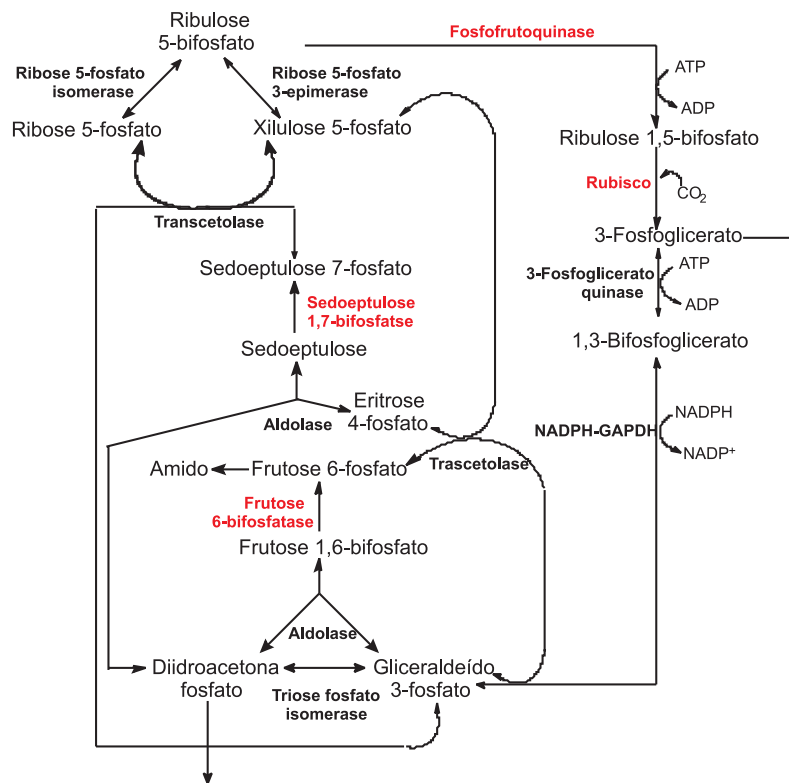 Ribulose
5-bifosfato
Fosfofrutoquinase
Ribose 5-fosfato
isomerase
Ribose 5-fosfato
3-epimerase
ATP
ADP
Ribose 5-fosfato
Xilulose 5-fosfato
Ribulose 1,5-bifosfato
Rubisco
CO2
Transcetolase
3-Fosfoglicerato
Sedoeptulose 7-fosfato
3-Fosfoglicerato
quinase
ATP
ADP
Sedoeptulose
1,7-bifosfatse
Sedoeptulose
1,3-Bifosfoglicerato
Aldolase
Eritrose
4-fosfato
NADPH-GAPDH
NADPH
NADP+
Amido
Frutose 6-fosfato
Trascetolase
Frutose
6-bifosfatase
Frutose 1,6-bifosfato
Aldolase
Diidroacetona
fosfato
Triose fosfato
isomerase
Gliceraldeído
3-fosfato